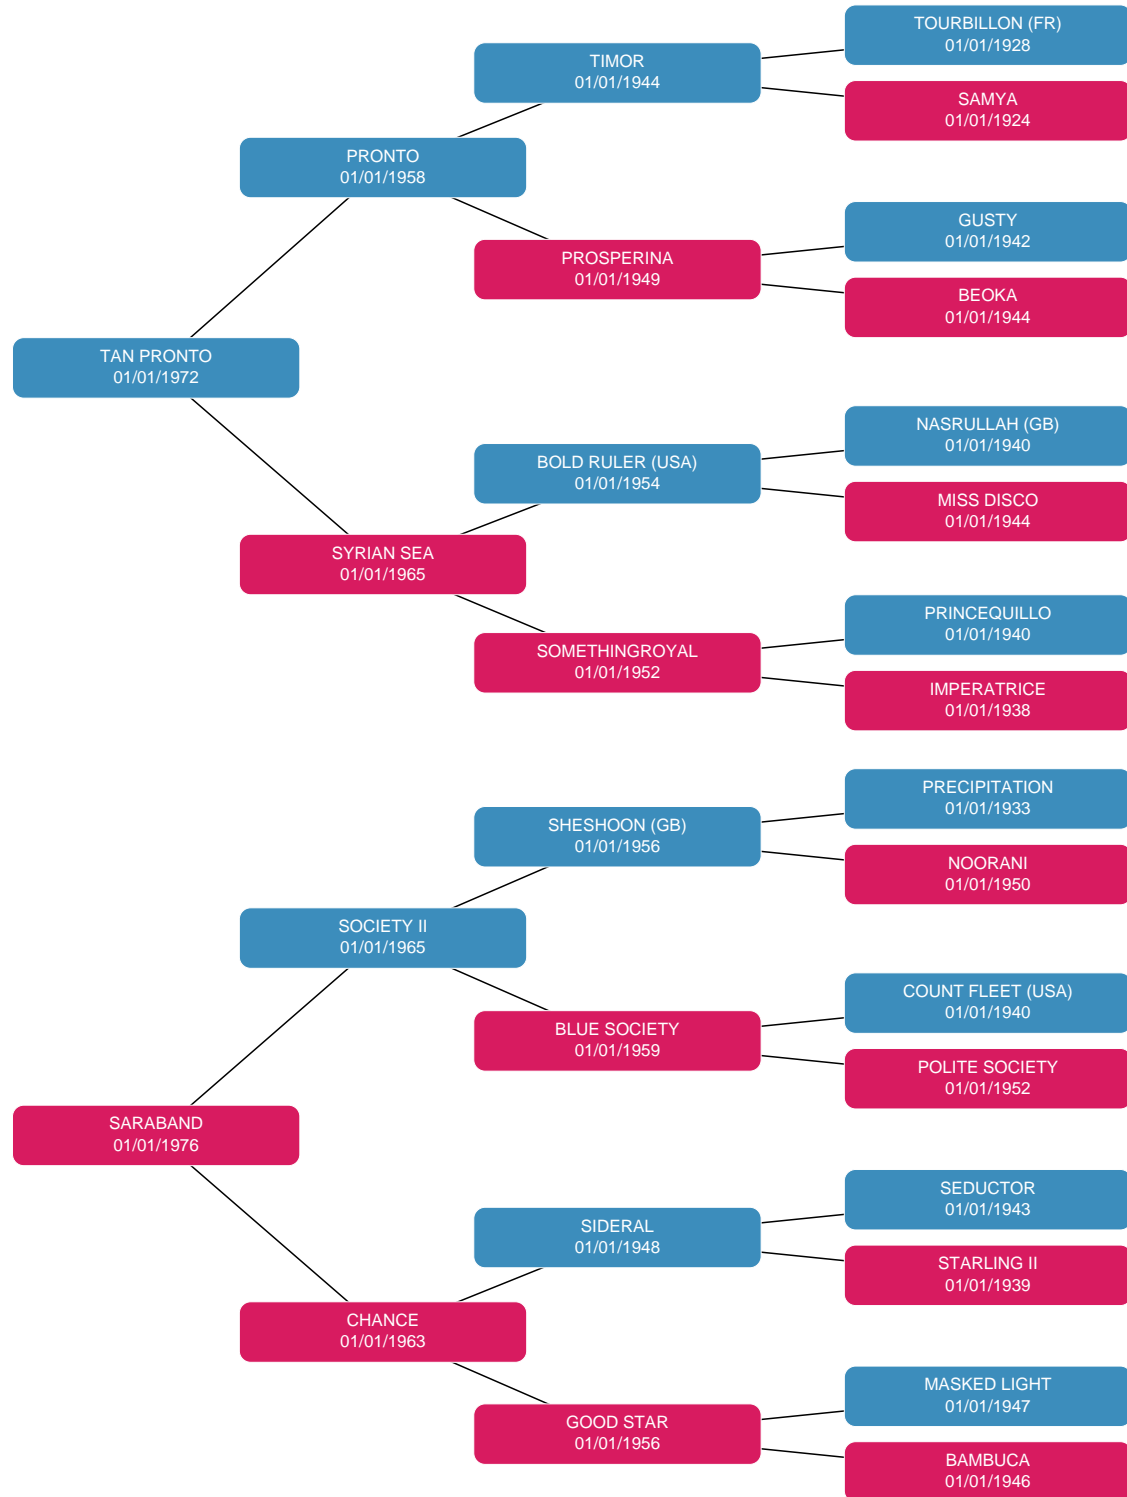 TOURBILLON (FR)
01/01/1928
TIMOR
01/01/1944
SAMYA
01/01/1924
PRONTO
01/01/1958
GUSTY
01/01/1942
PROSPERINA
01/01/1949
BEOKA
01/01/1944
TAN PRONTO
01/01/1972
NASRULLAH (GB)
01/01/1940
BOLD RULER (USA)
01/01/1954
MISS DISCO
01/01/1944
SYRIAN SEA
01/01/1965
PRINCEQUILLO
01/01/1940
SOMETHINGROYAL
01/01/1952
IMPERATRICE
01/01/1938
PRECIPITATION
01/01/1933
SHESHOON (GB)
01/01/1956
NOORANI
01/01/1950
SOCIETY II
01/01/1965
COUNT FLEET (USA)
01/01/1940
BLUE SOCIETY
01/01/1959
POLITE SOCIETY
01/01/1952
SARABAND
01/01/1976
SEDUCTOR
01/01/1943
SIDERAL
01/01/1948
STARLING II
01/01/1939
CHANCE
01/01/1963
MASKED LIGHT
01/01/1947
GOOD STAR
01/01/1956
BAMBUCA
01/01/1946